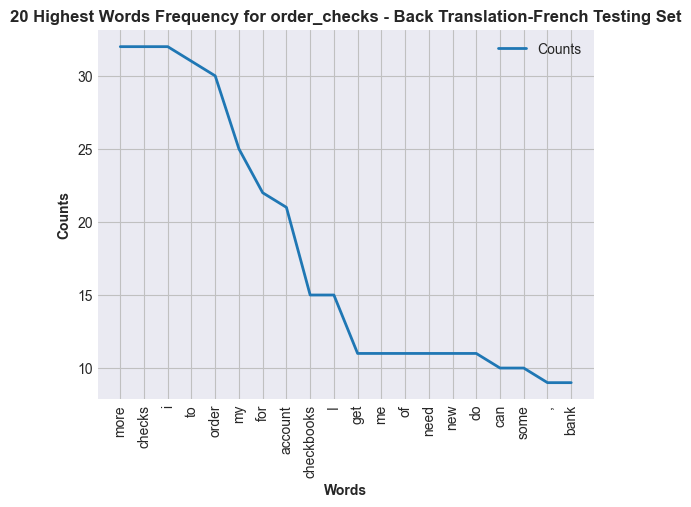 20 Highest Words Frequency for order_checks - Back Translation-French Testing Set
Counts
Counts
30
25
20
15
10
more
checks
i
to
order
my
for
account
checkbooks
I
get
me
of
need
new
do
can
some
,
bank
Words